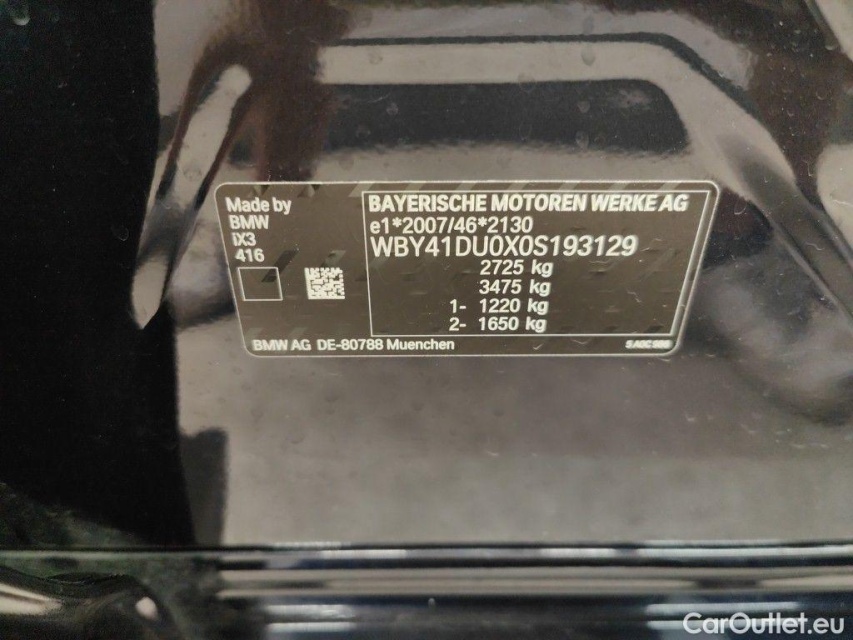 Made by
BMW
iX3
416
BAYERISCHE MOTOREN WERKE AG
e1*2007/46*2130
WBY41DU0X0S193129
2725 kg
3475 kg
1- 1220 kg
2- 1650 kg
BMW AG DE-80788 Muenchen
CarOutlet.eu